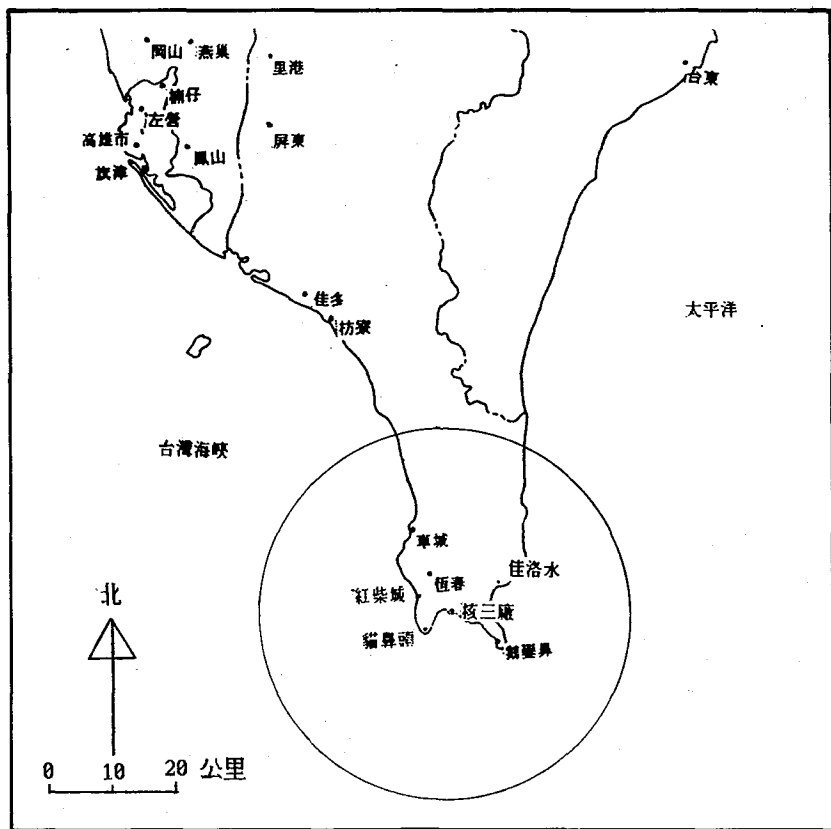 岡山
燕巢
里港
台東
楠仔
左營
高雄市
鳳山
屏東
旗津
佳冬
枋寮
太平洋
台灣海峽
車城
佳洛水
恆春
紅柴城
核三廠
貓鼻頭
鵝鑾鼻
北
0 10 20 公里